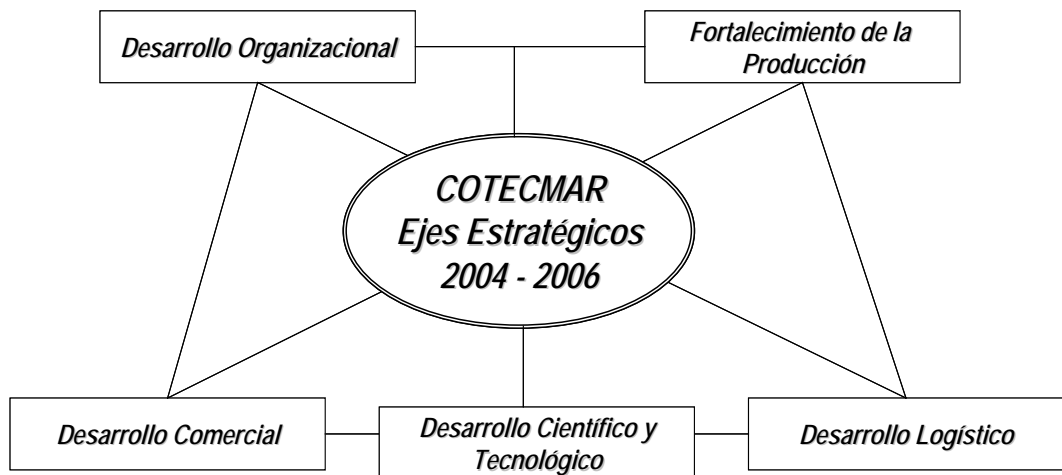 Desarrollo Organizacional
Fortalecimiento de la
Producción
COTECMAR
Ejes Estratégicos
2004 - 2006
Desarrollo Comercial
Desarrollo Científico y
Tecnológico
Desarrollo Logístico